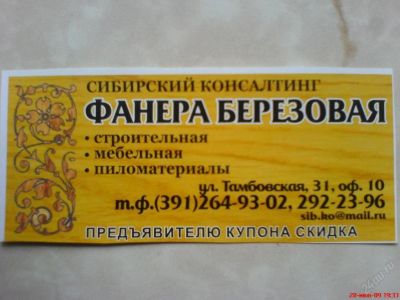 СИБИРСКИЙ КОНСАЛТИНГ
ФАНЕРА БЕРЕЗОВАЯ
• строительная
• мебельная
• пиломатериалы
ул. Тамбовская, 31, оф. 10
т.ф.(391)264-93-02, 292-23-96
sib.ko@mail.ru
ПРЕДЪЯВИТЕЛЮ КУПОНА СКИДКА